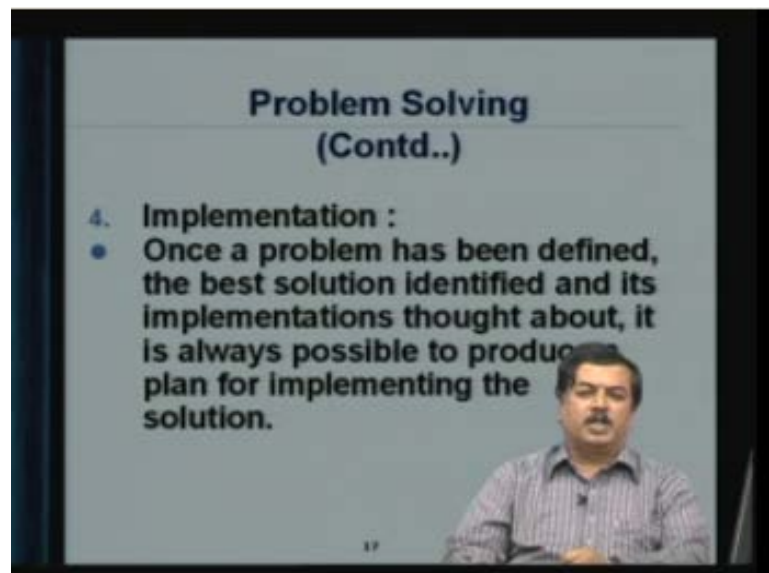 Problem Solving
(Contd..)
4. Implementation :
• Once a problem has been defined,
the best solution identified and its
implementations thought about, it
is always possible to
plan for implementing the
solution.
17